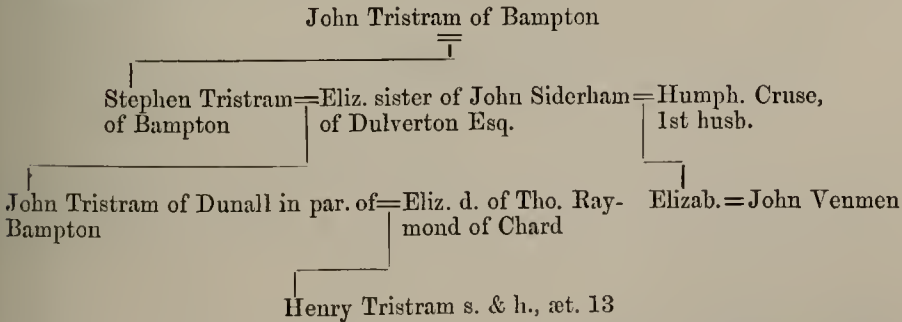 John Tristram of Bampton
Stephen Tristram=Eliz. sister of John Siderham=Humph. Cruse,
of Bampton of Dulverton Esq. 1st husb.
John Tristram of Dunall in par. of=Eliz. d. of Tho. Ray- Elizab.=John Venmen
Bampton mond of Chard
Henry Tristram s. & h., æt. 13